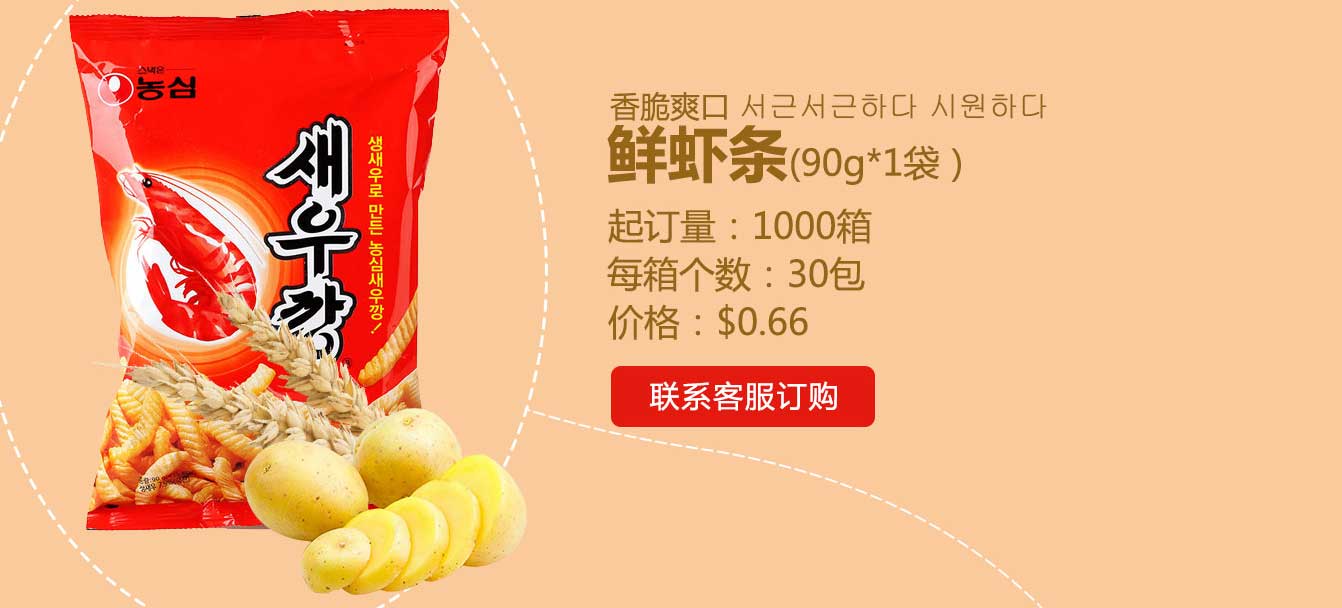 스낵은
농심
새우깡
생새우로 만든 농심새우깡!
香脆爽口 서근서근하다 시원하다
鲜虾条(90g*1袋）
起订量：1000箱
每箱个数：30包
价格：$0.66
联系客服订购